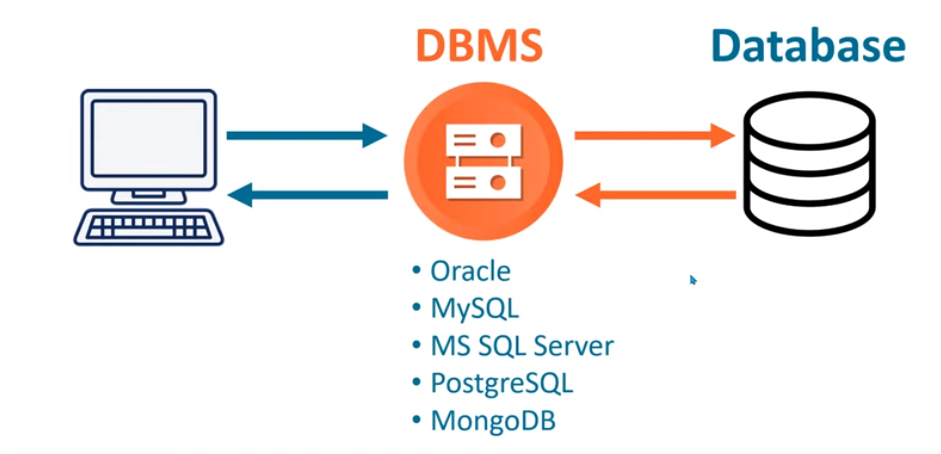 DBMS
Database
• Oracle
• MySQL
• MS SQL Server
• PostgreSQL
• MongoDB